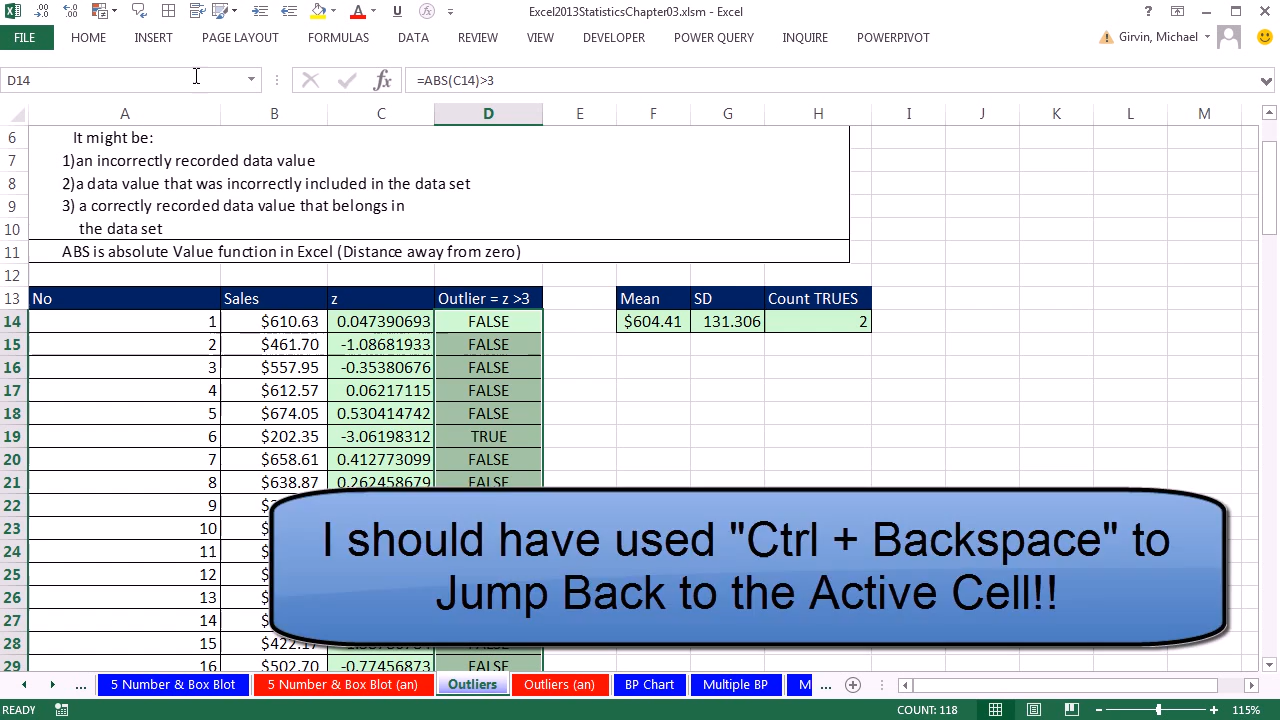 Excel2013StatisticsChapter03.xlsm - Excel
FILE HOME INSERT PAGE LAYOUT FORMULAS DATA REVIEW VIEW DEVELOPER POWER QUERY INQUIRE POWERPIVOT Girvin, Michael
D14 =ABS(C14)>3
A B C D E F G H I J K L M
6 It might be:
7 1)an incorrectly recorded data value
8 2)a data value that was incorrectly included in the data set
9 3) a correctly recorded data value that belongs in
10 the data set
11 ABS is absolute Value function in Excel (Distance away from zero)
12
13 No Sales z Outlier = z >3 Mean SD Count TRUES
14 1 $610.63 0.047390693 FALSE $604.41 131.306 2
15 2 $461.70 -1.08681933 FALSE
16 3 $557.95 -0.35380676 FALSE
17 4 $612.57 0.06217115 FALSE
18 5 $674.05 0.530414742 FALSE
19 6 $202.35 -3.06198312 TRUE
20 7 $658.61 0.412773099 FALSE
21 8 $638.87 0.262458679 FALSE
22 9
23 10
24 11
25 12
26 13
27 14
28 15
29 16 $502.70 -0.77456873 FALSE
I should have used "Ctrl + Backspace" to
Jump Back to the Active Cell!!
... 5 Number & Box Blot 5 Number & Box Blot (an) Outliers Outliers (an) BP Chart Multiple BP M ...
READY COUNT: 118 115%